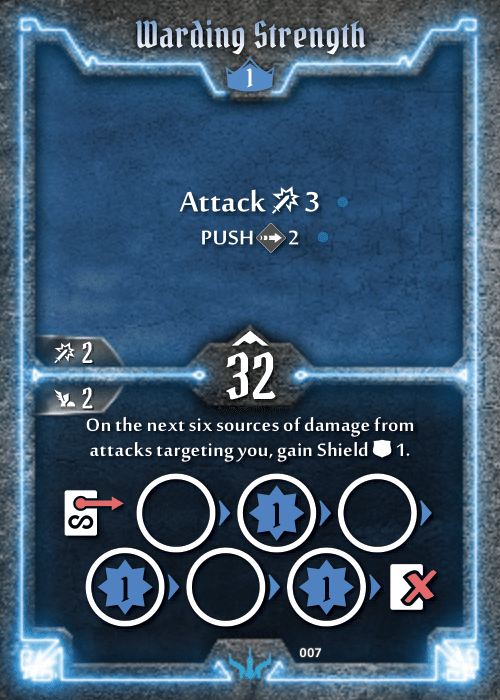 Warding Strength
1
Attack 3
PUSH 2
2
32
2
On the next six sources of damage from
attacks targeting you, gain Shield 1.
1
1 1
007